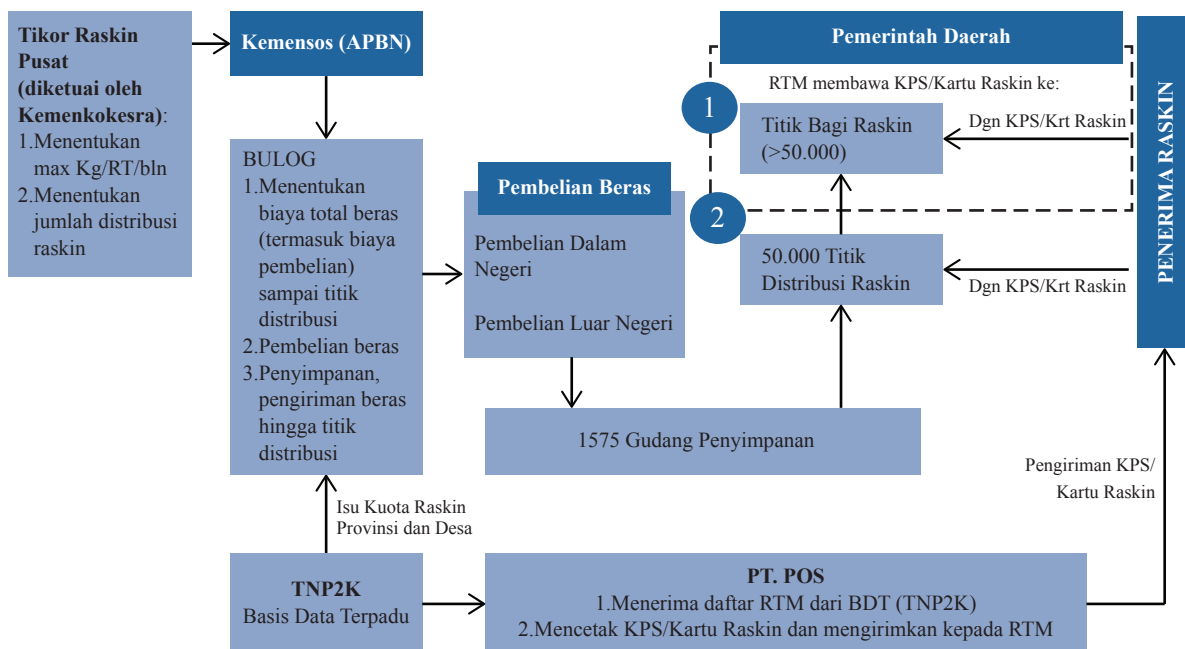 Tikor Raskin
Pusat
(diketuai oleh
Kemenkokesra):
1.Menentukan
max Kg/RT/bln
2.Menentukan
jumlah distribusi
raskin
Kemensos (APBN)
BULOG
1.Menentukan
biaya total beras
(termasuk biaya
pembelian)
sampai titik
distribusi
2.Pembelian beras
3.Penyimpanan,
pengiriman beras
hingga titik
distribusi
Pembelian Beras
Pembelian Dalam
Negeri
Pembelian Luar Negeri
Pemerintah Daerah
RTM membawa KPS/Kartu Raskin ke:
1
Titik Bagi Raskin
(>50.000)
Dgn KPS/Krt Raskin
2
50.000 Titik
Distribusi Raskin
Dgn KPS/Krt Raskin
PENERIMA RASKIN
1575 Gudang Penyimpanan
Pengiriman KPS/
Kartu Raskin
Isu Kuota Raskin
Provinsi dan Desa
TNP2K
Basis Data Terpadu
PT. POS
1.Menerima daftar RTM dari BDT (TNP2K)
2.Mencetak KPS/Kartu Raskin dan mengirimkan kepada RTM